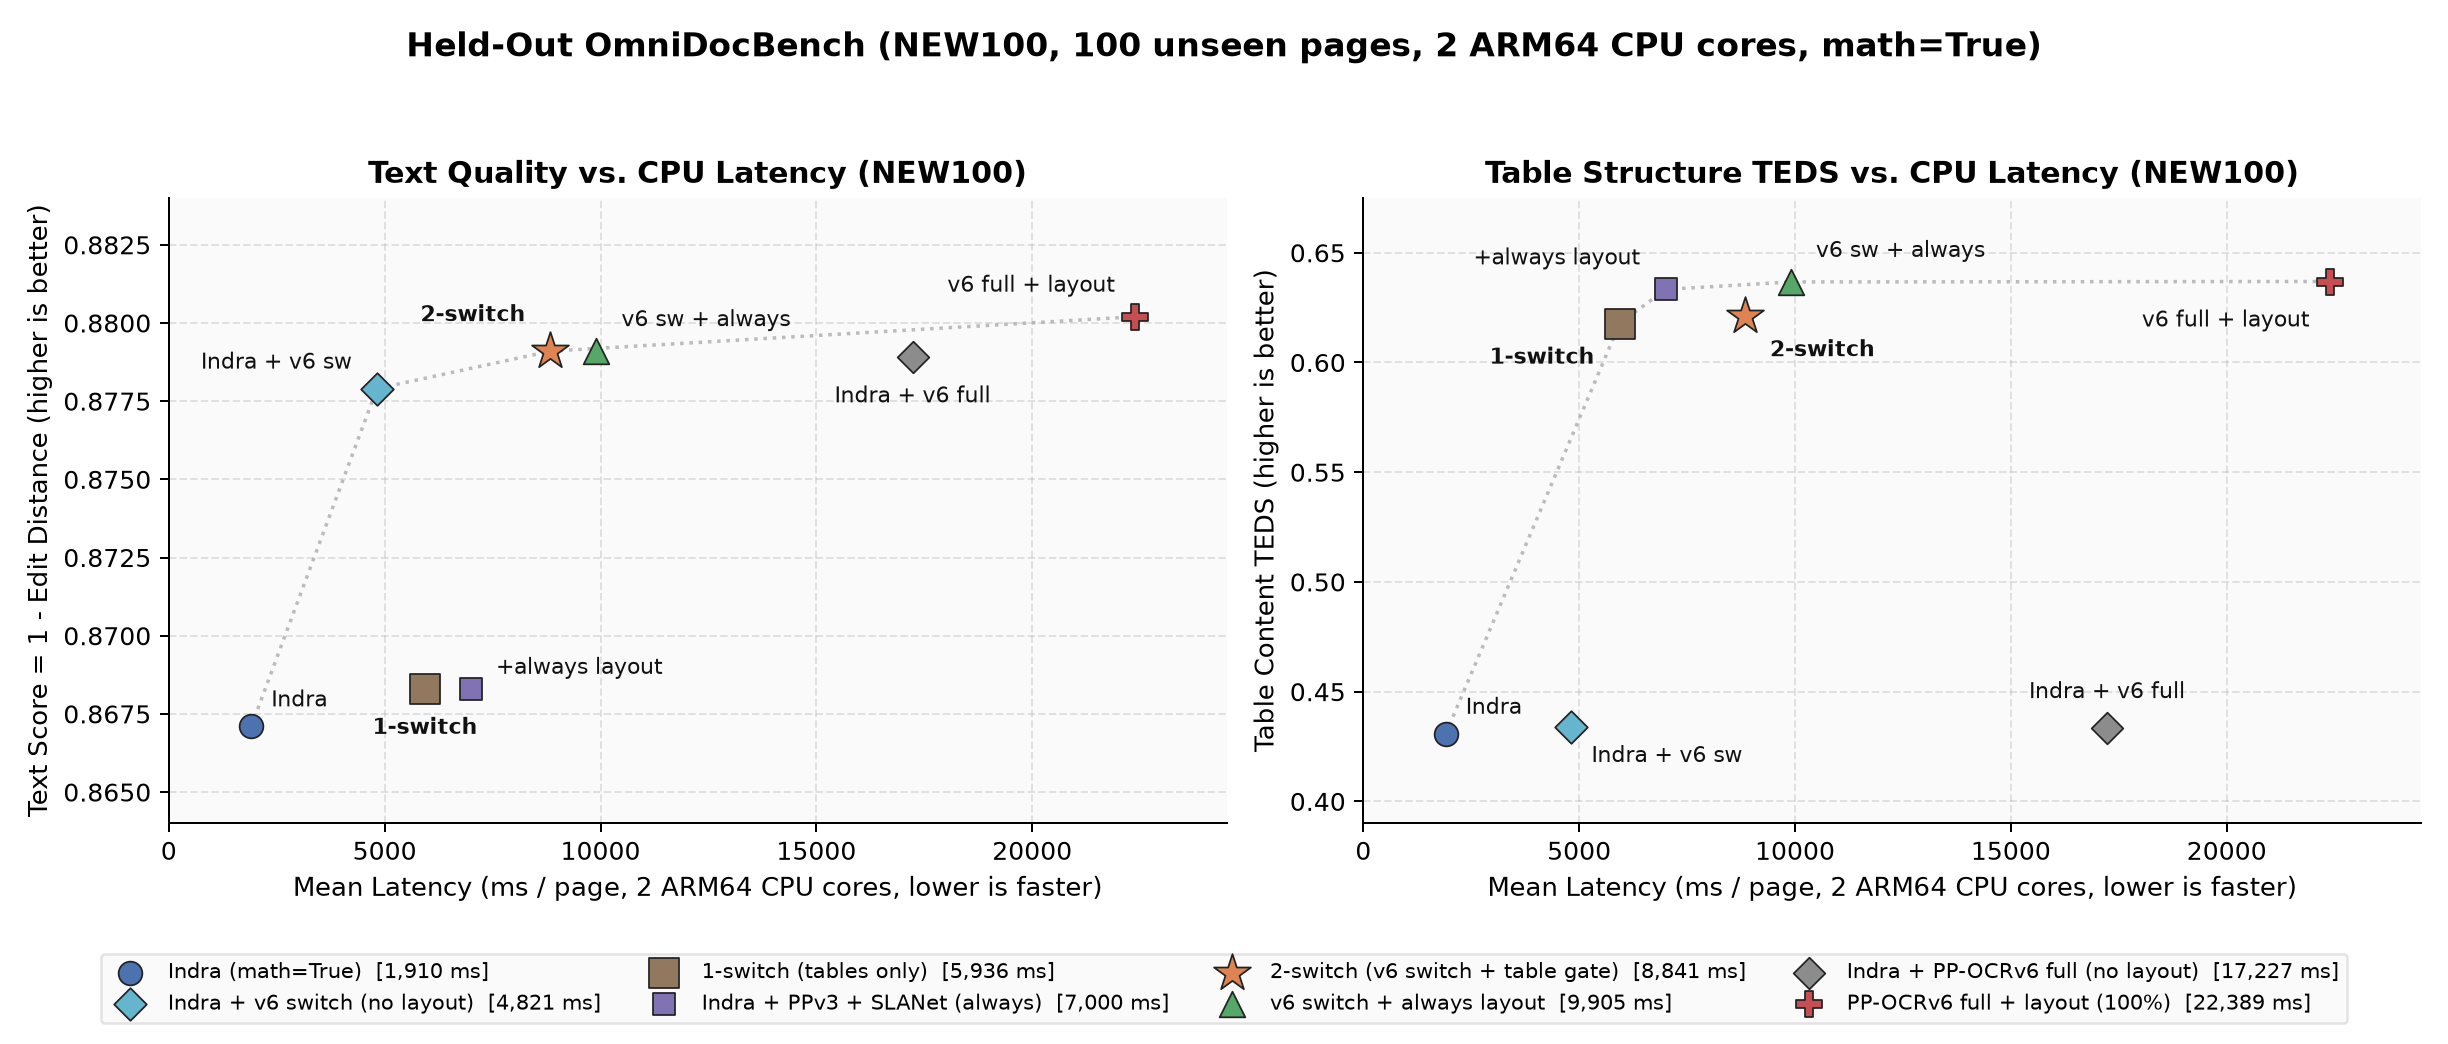 Held-Out OmniDocBench (NEW100, 100 unseen pages, 2 ARM64 CPU cores, math=True)
Text Quality vs. CPU Latency (NEW100)
Text Score = 1 - Edit Distance (higher is better)
0.8825
0.8800
0.8775
0.8750
0.8725
0.8700
0.8675
0.8650
v6 full + layout
2-switch
v6 sw + always
Indra + v6 sw
Indra + v6 full
+always layout
Indra
1-switch
0
5000
10000
15000
20000
Mean Latency (ms / page, 2 ARM64 CPU cores, lower is faster)
Table Structure TEDS vs. CPU Latency (NEW100)
Table Content TEDS (higher is better)
0.65
0.60
0.55
0.50
0.45
0.40
v6 sw + always
+always layout
v6 full + layout
1-switch
2-switch
Indra + v6 full
Indra
Indra + v6 sw
0
5000
10000
15000
20000
Mean Latency (ms / page, 2 ARM64 CPU cores, lower is faster)
Indra (math=True) [1,910 ms]
Indra + v6 switch (no layout) [4,821 ms]
1-switch (tables only) [5,936 ms]
Indra + PPv3 + SLANet (always) [7,000 ms]
2-switch (v6 switch + table gate) [8,841 ms]
v6 switch + always layout [9,905 ms]
Indra + PP-OCRv6 full (no layout) [17,227 ms]
PP-OCRv6 full + layout (100%) [22,389 ms]